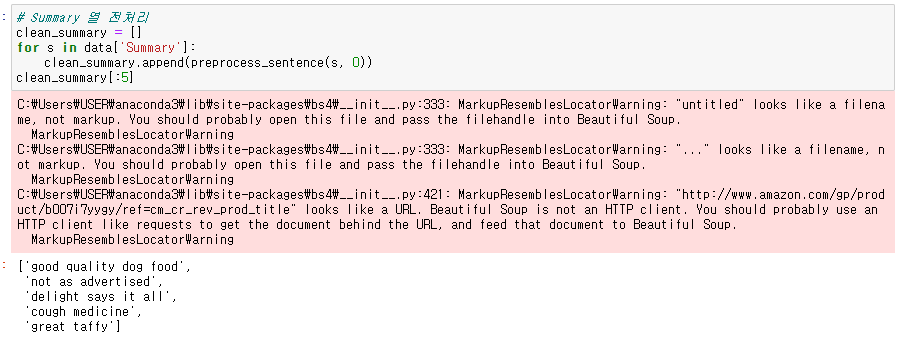 : # Summary 열 전처리
clean_summary = []
for s in data['Summary']:
    clean_summary.append(preprocess_sentence(s, 0))
clean_summary[:5]
C:\Users\USER\anaconda3\lib\site-packages\bs4\__init__.py:333: MarkupResemblesLocatorWarning: "untitled" looks like a filena
me, not markup. You should probably open this file and pass the filehandle into Beautiful Soup.
  MarkupResemblesLocatorWarning
C:\Users\USER\anaconda3\lib\site-packages\bs4\__init__.py:333: MarkupResemblesLocatorWarning: "..." looks like a filename, n
ot markup. You should probably open this file and pass the filehandle into Beautiful Soup.
  MarkupResemblesLocatorWarning
C:\Users\USER\anaconda3\lib\site-packages\bs4\__init__.py:421: MarkupResemblesLocatorWarning: "http://www.amazon.com/gp/prod
uct/b007i7yygy/ref=cm_cr_rev_prod_title" looks like a URL. Beautiful Soup is not an HTTP client. You should probably use an
HTTP client like requests to get the document behind the URL, and feed that document to Beautiful Soup.
  MarkupResemblesLocatorWarning
: ['good quality dog food',
 'not as advertised',
 'delight says it all',
 'cough medicine',
 'great taffy']